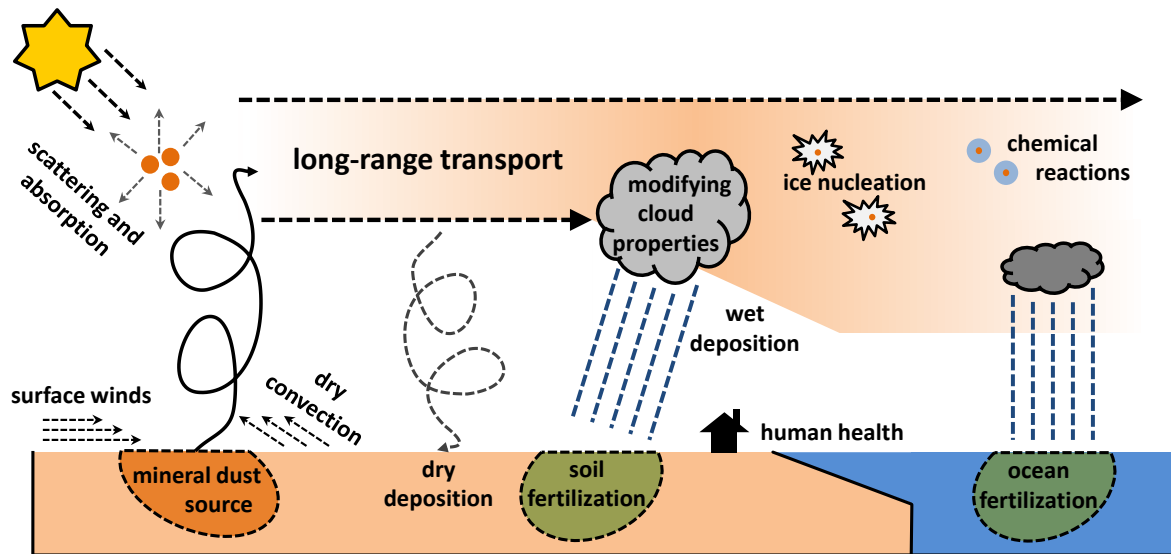 scattering and
absorption
long-range transport
modifying
cloud
properties
ice nucleation
chemical
reactions
wet
deposition
surface winds
dry
convection
human health
mineral dust
source
dry
deposition
soil
fertilization
ocean
fertilization